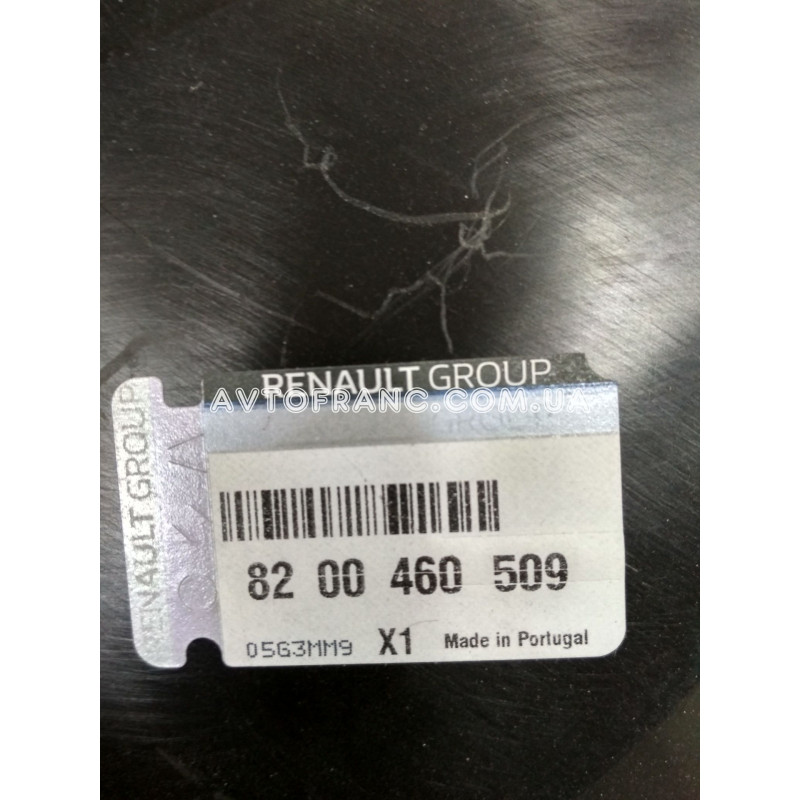 RENAULT GROUP
AVTOFRANC.COM.UA
RENAULT GROUP
82 00 460 509
05G3MM9 X1 Made in Portugal